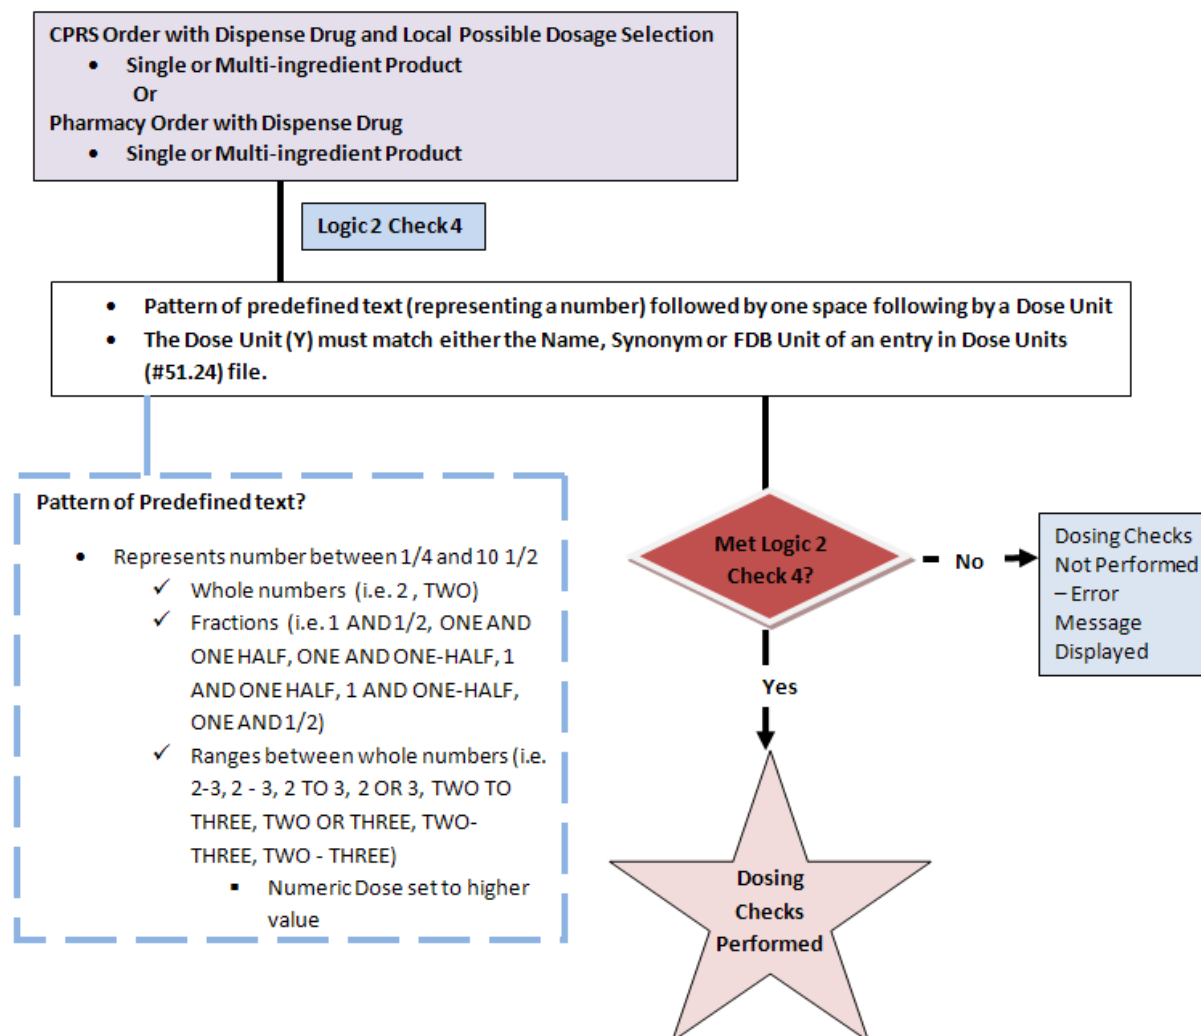 CPRS Order with Dispense Drug and Local Possible Dosage Selection
• Single or Multi-ingredient Product
Or
Pharmacy Order with Dispense Drug
• Single or Multi-ingredient Product
Logic 2 Check 4
• Pattern of predefined text (representing a number) followed by one space following by a Dose Unit
• The Dose Unit (Y) must match either the Name, Synonym or FDB Unit of an entry in Dose Units
(#51.24) file.
Pattern of Predefined text?
• Represents number between 1/4 and 10 1/2
✓ Whole numbers (i.e. 2 , TWO)
✓ Fractions (i.e. 1 AND 1/2, ONE AND
ONE HALF, ONE AND ONE-HALF, 1
AND ONE HALF, 1 AND ONE-HALF,
ONE AND 1/2)
✓ Ranges between whole numbers (i.e.
2-3, 2 - 3, 2 TO 3, 2 OR 3, TWO TO
THREE, TWO OR THREE, TWO-
THREE, TWO - THREE)
▪ Numeric Dose set to higher
value
Met Logic 2
Check 4?
No
Dosing Checks
Not Performed
– Error
Message
Displayed
Yes
Dosing
Checks
Performed